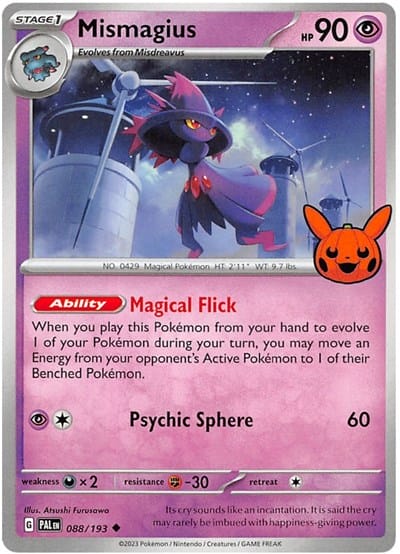 STAGE 1
Mismagius
HP 90
Evolves from Misdreavus
NO. 0429 Magical Pokémon HT: 2'11" WT: 9.7 lbs.
Ability Magical Flick
When you play this Pokémon from your hand to evolve
1 of your Pokémon during your turn, you may move an
Energy from your opponent's Active Pokémon to 1 of their
Benched Pokémon.
Psychic Sphere 60
weakness ×2 resistance -30 retreat
Illus. Atsushi Furusawa
G PAL EN 088/193
Its cry sounds like an incantation. It is said the cry
may rarely be imbued with happiness-giving power.
©2023 Pokémon / Nintendo / Creatures / GAME FREAK